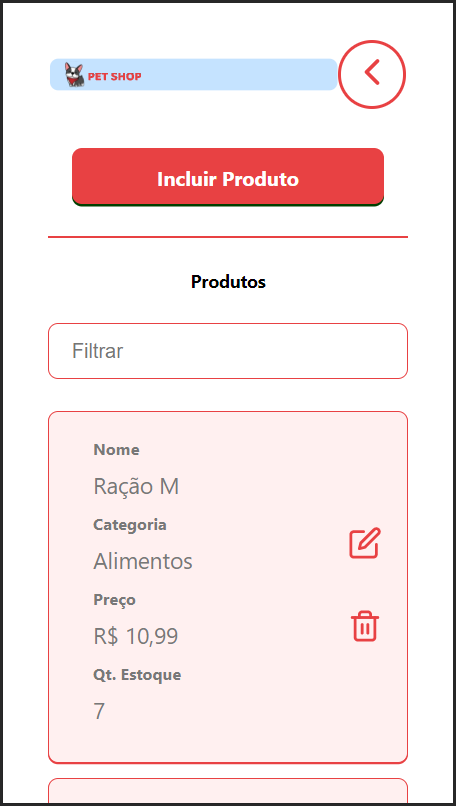 PET SHOP
Incluir Produto
Produtos
Filtrar
Nome
Ração M
Categoria
Alimentos
Preço
R$ 10,99
Qt. Estoque
7